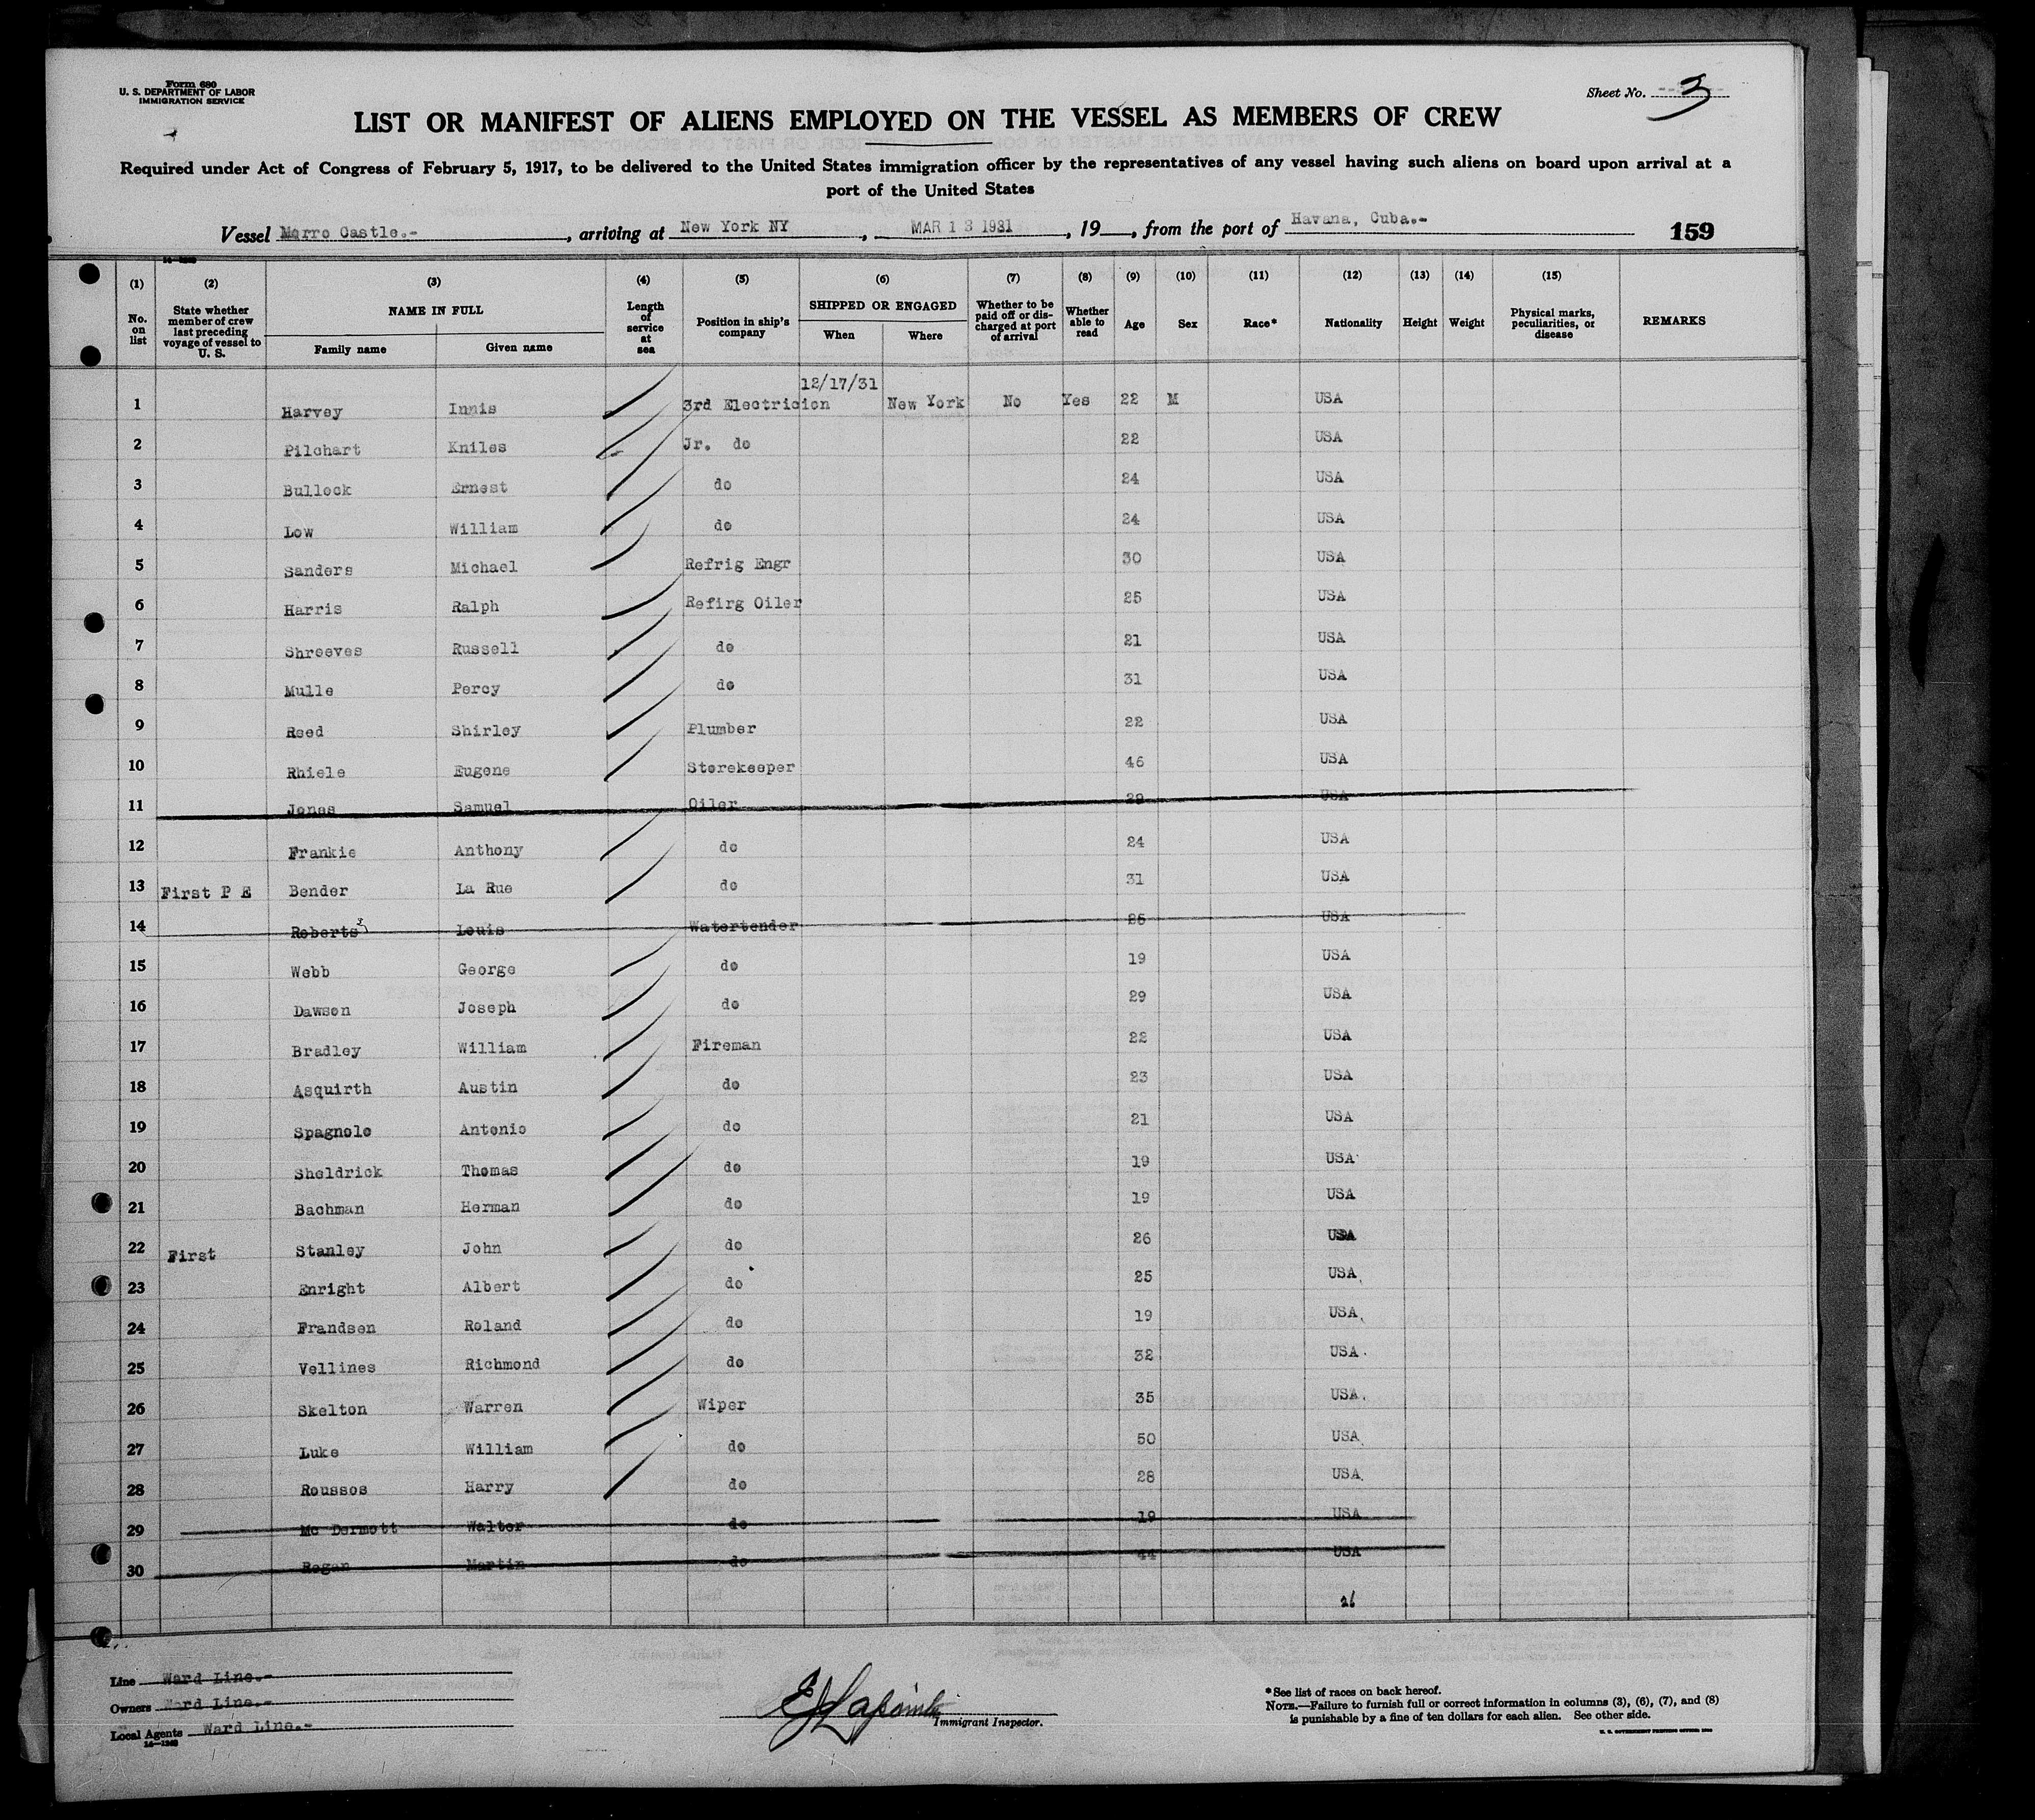 Form 680
U. S. DEPARTMENT OF LABOR
IMMIGRATION SERVICE
Sheet No. 3
LIST OR MANIFEST OF ALIENS EMPLOYED ON THE VESSEL AS MEMBERS OF CREW
Required under Act of Congress of February 5, 1917, to be delivered to the United States immigration officer by the representatives of any vessel having such aliens on board upon arrival at a
port of the United States
Vessel Morro Castle.-, arriving at New York NY, MAR 13 1931, 19__, from the port of Havana, Cuba.- 159
(1) (2) (3) (4) (5) (6) (7) (8) (9) (10) (11) (12) (13) (14) (15)
No. on list
State whether member of crew last preceding voyage of vessel to U. S.
NAME IN FULL
Family name
Given name
Length of service at sea
Position in ship's company
SHIPPED OR ENGAGED
When
Where
Whether to be paid off or discharged at port of arrival
Whether able to read
Age
Sex
Race*
Nationality
Height
Weight
Physical marks, peculiarities, or disease
REMARKS
12/17/31
1 Harvey Innis 3rd Electricion New York No Yes 22 M USA
2 Pilchart Kniles Jr. do 22 USA
3 Bullock Ernest do 24 USA
4 Low William do 24 USA
5 Sanders Michael Refrig Engr 30 USA
6 Harris Ralph Refirg Oiler 25 USA
7 Shreeves Russell do 21 USA
8 Mulle Percy do 31 USA
9 Reed Shirley Plumber 22 USA
10 Rhiele Eugene Storekeeper 46 USA
11 Jonas Samuel Oiler 29 USA
12 Frankie Anthony do 24 USA
13 First P E Bender La Rue do 31 USA
14 Roberts Louis Watertender 26 USA
15 Webb George do 19 USA
16 Dawson Joseph do 29 USA
17 Bradley William Fireman 22 USA
18 Asquirth Austin do 23 USA
19 Spagnolo Antonio do 21 USA
20 Sheldrick Thomas do 19 USA
21 Bachman Herman do 19 USA
22 First Stanley John do 26 USA
23 Enright Albert do 25 USA
24 Frandsen Roland do 19 USA
25 Vellines Richmond do 32 USA
26 Skelton Warren Wiper 35 USA
27 Luke William do 50 USA
28 Roussos Harry do 28 USA
29 Mc Dermott Walter do 19 USA
30 Regan Martin do 44 USA
26
Line Ward Line.-
Owners Ward Line.-
Local Agents Ward Line.-
Immigrant Inspector.
*See list of races on back hereof.
NOTE.—Failure to furnish full or correct information in columns (3), (6), (7), and (8)
is punishable by a fine of ten dollars for each alien. See other side.